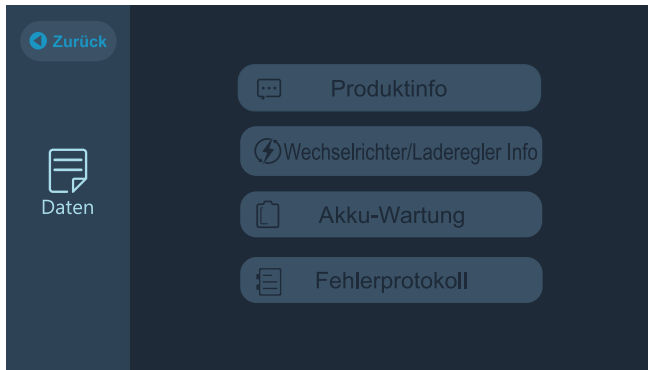 Zurück
Daten
Produktinfo
Wechselrichter/Laderegler Info
Akku-Wartung
Fehlerprotokoll